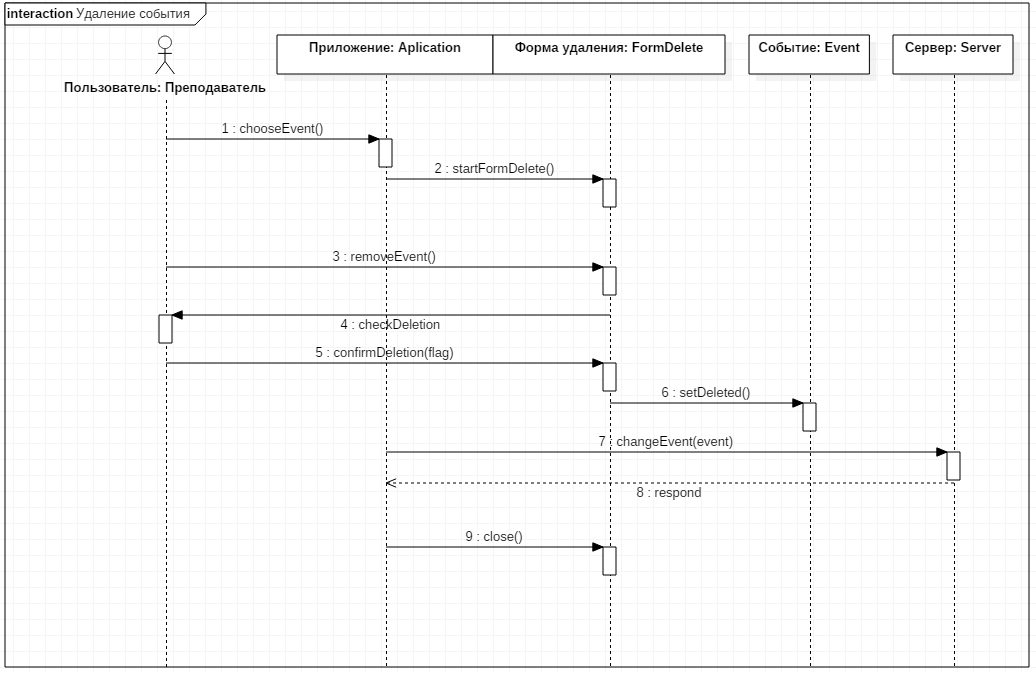 interaction Удаление события
Приложение: Aplication
Форма удаления: FormDelete
Событие: Event
Сервер: Server
Пользователь: Преподаватель
1 : chooseEvent()
2 : startFormDelete()
3 : removeEvent()
4 : checkDeletion
5 : confirmDeletion(flag)
6 : setDeleted()
7 : changeEvent(event)
8 : respond
9 : close()